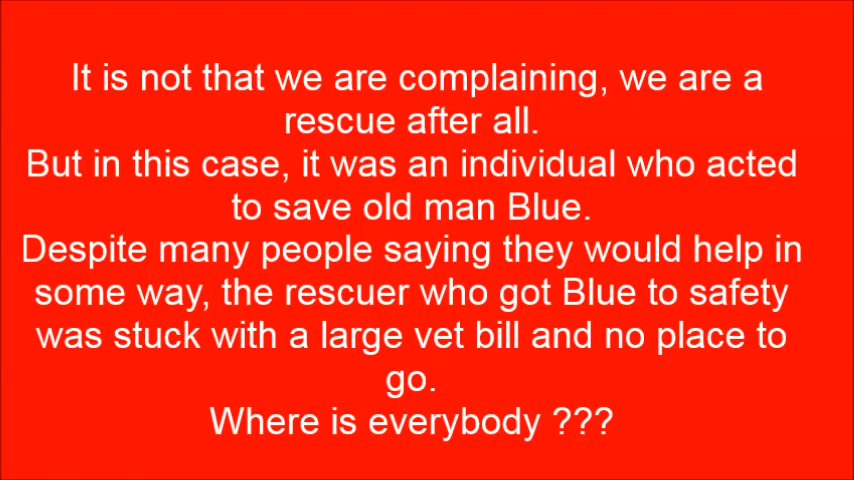 It is not that we are complaining, we are a
rescue after all.
But in this case, it was an individual who acted
to save old man Blue.
Despite many people saying they would help in
some way, the rescuer who got Blue to safety
was stuck with a large vet bill and no place to
go.
Where is everybody ???